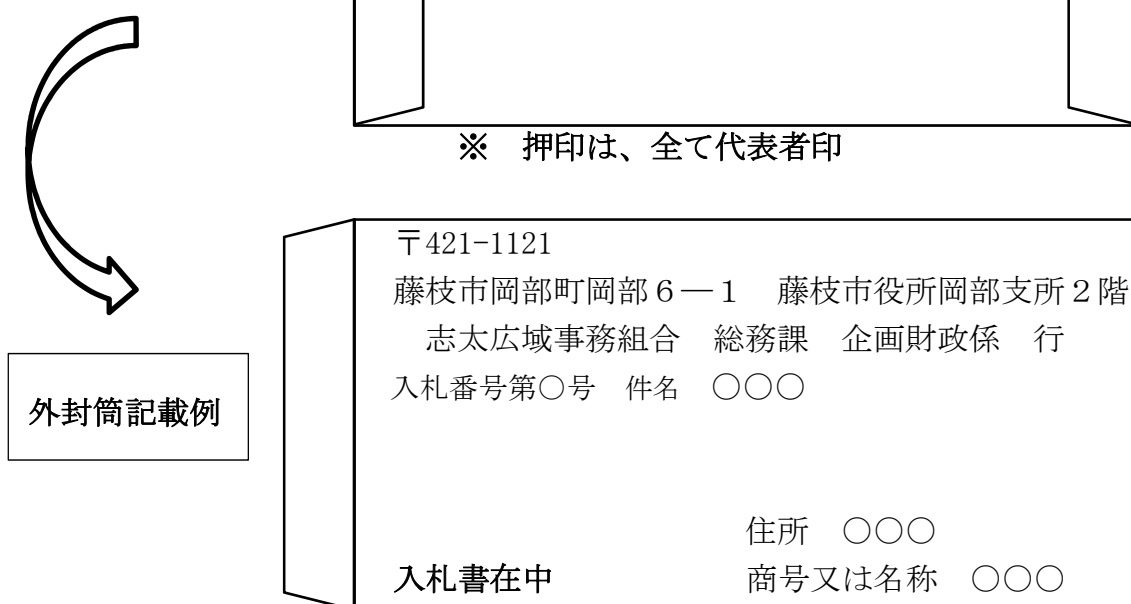 ※　押印は、全て代表者印
〒421-1121
藤枝市岡部町岡部６―１　藤枝市役所岡部支所２階
志太広域事務組合　総務課　企画財政係　行
入札番号第○号　件名　○○○
外封筒記載例
住所　○○○
入札書在中　商号又は名称　○○○